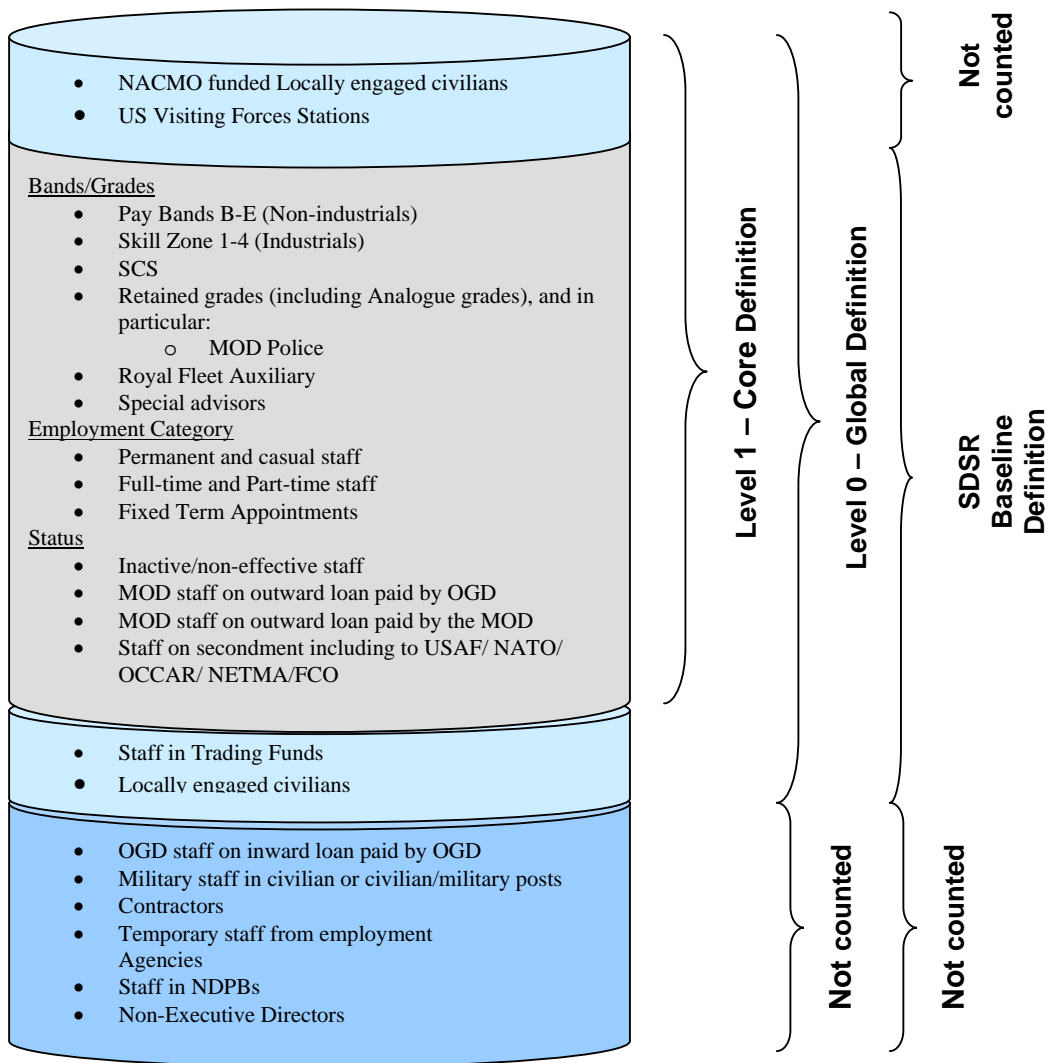 • NACMO funded Locally engaged civilians
• US Visiting Forces Stations
Bands/Grades
• Pay Bands B-E (Non-industrials)
• Skill Zone 1-4 (Industrials)
• SCS
• Retained grades (including Analogue grades), and in
particular:
o MOD Police
• Royal Fleet Auxiliary
• Special advisors
Employment Category
• Permanent and casual staff
• Full-time and Part-time staff
• Fixed Term Appointments
Status
• Inactive/non-effective staff
• MOD staff on outward loan paid by OGD
• MOD staff on outward loan paid by the MOD
• Staff on secondment including to USAF/ NATO/
OCCAR/ NETMA/FCO
• Staff in Trading Funds
• Locally engaged civilians
• OGD staff on inward loan paid by OGD
• Military staff in civilian or civilian/military posts
• Contractors
• Temporary staff from employment
Agencies
• Staff in NDPBs
• Non-Executive Directors
Level 1 – Core Definition
Level 0 – Global Definition
Not counted
Not
counted
SDSR
Baseline
Definition
Not counted